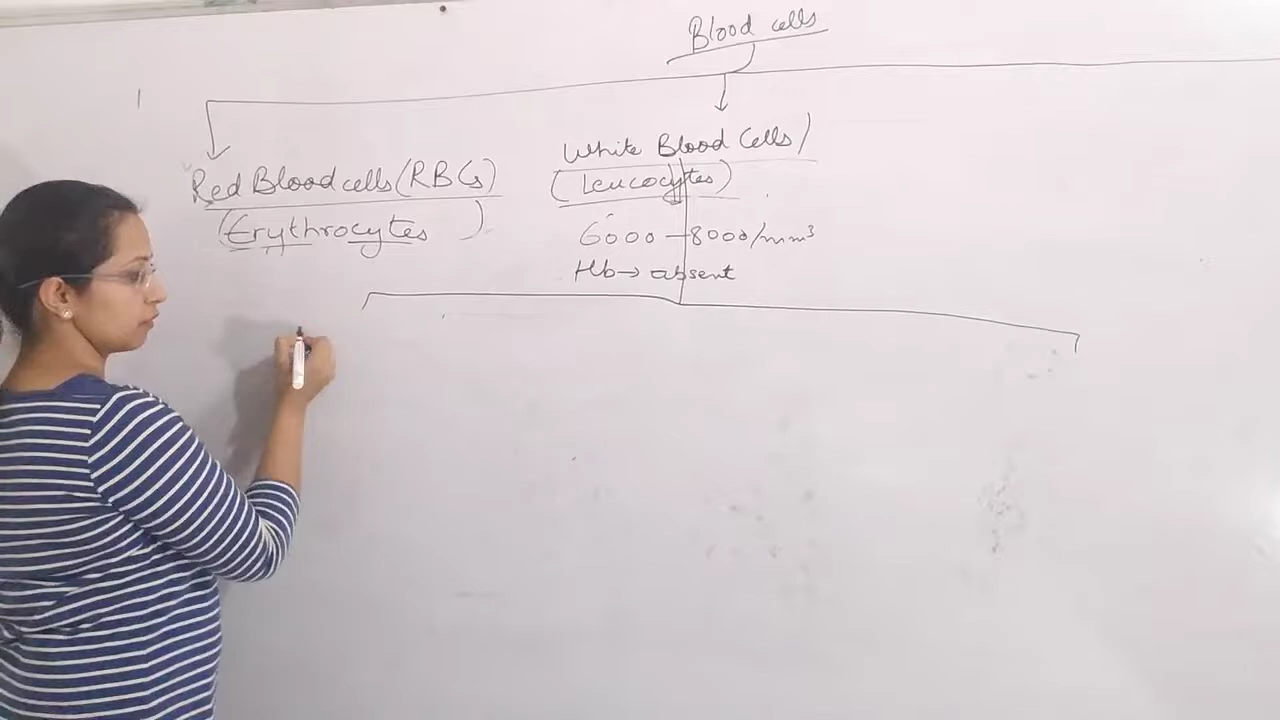 Blood cells
Red Blood cells (RBCs)
(Erythrocytes)
White Blood Cells/
(Leucocytes)
6000 - 8000/mm³
Hb → absent